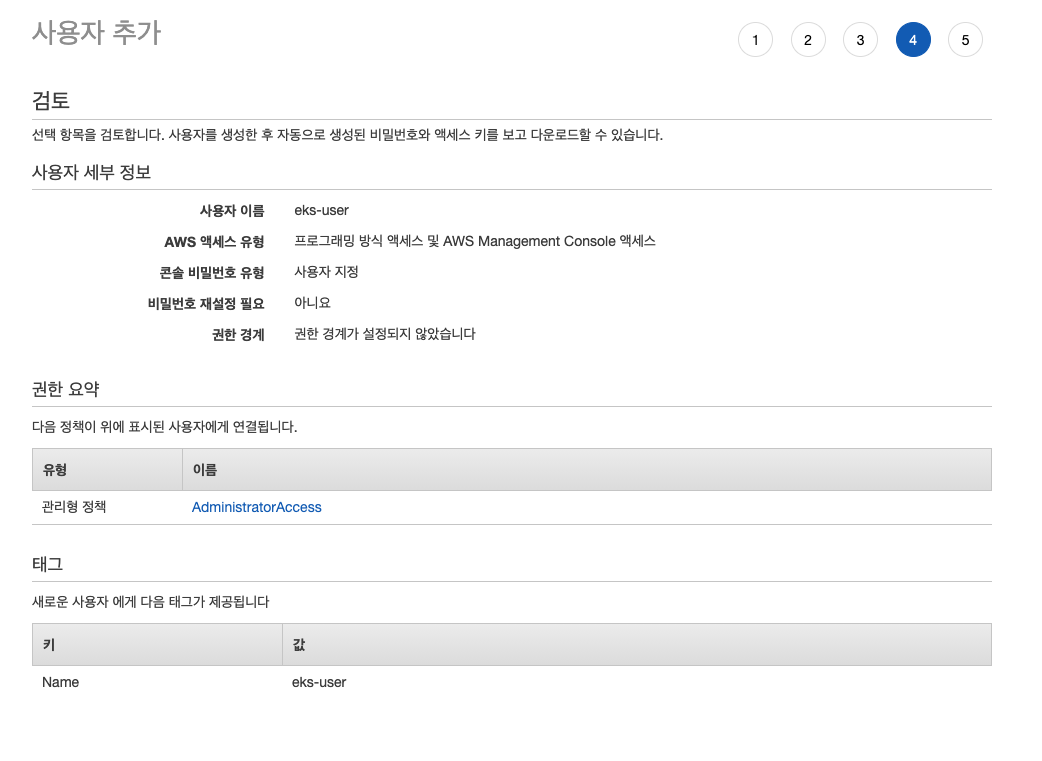 사용자 추가
1 2 3 4 5
검토
선택 항목을 검토합니다. 사용자를 생성한 후 자동으로 생성된 비밀번호와 액세스 키를 보고 다운로드할 수 있습니다.
사용자 세부 정보
사용자 이름 eks-user
AWS 액세스 유형 프로그래밍 방식 액세스 및 AWS Management Console 액세스
콘솔 비밀번호 유형 사용자 지정
비밀번호 재설정 필요 아니요
권한 경계 권한 경계가 설정되지 않았습니다
권한 요약
다음 정책이 위에 표시된 사용자에게 연결됩니다.
유형 이름
관리형 정책 AdministratorAccess
태그
새로운 사용자 에게 다음 태그가 제공됩니다
키 값
Name eks-user